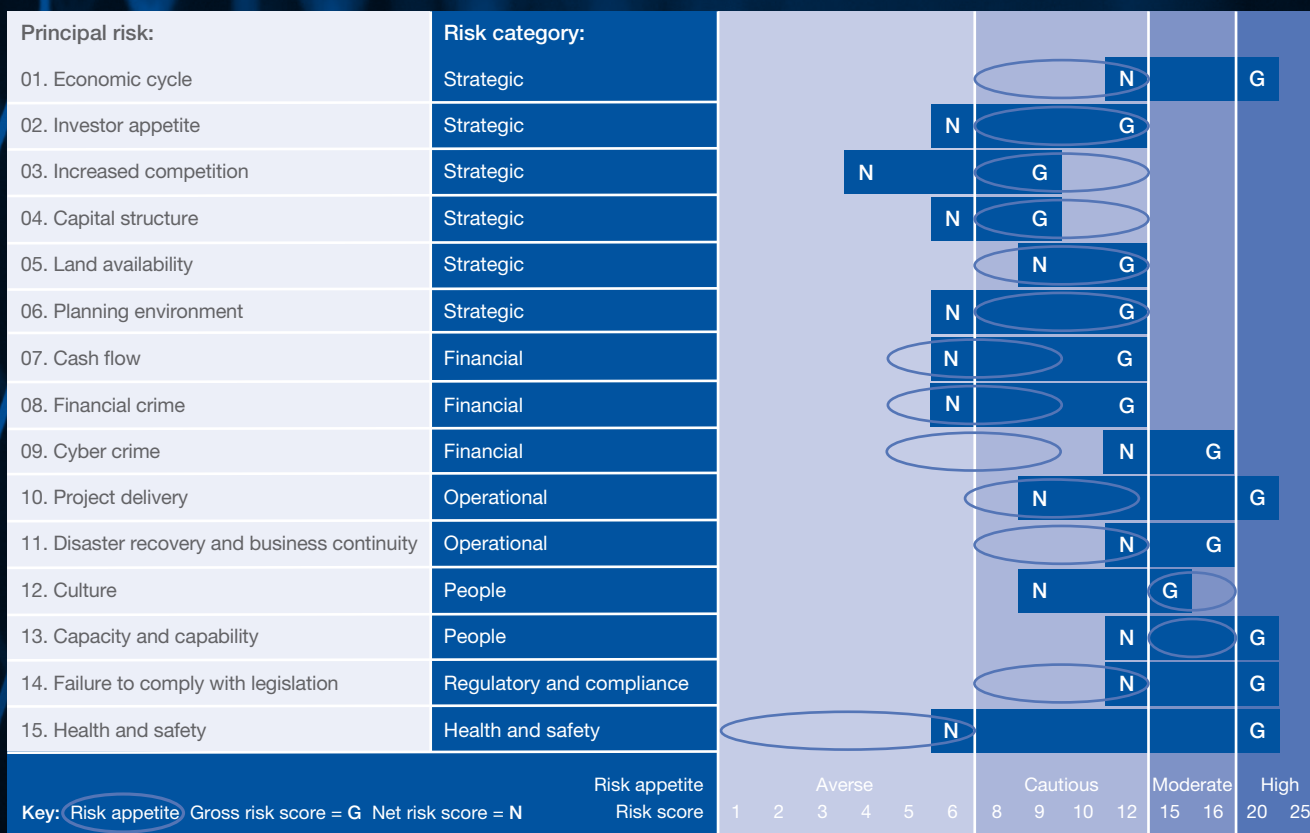 Principal risk: Risk category:
01. Economic cycle Strategic N G
02. Investor appetite Strategic N G
03. Increased competition Strategic N G
04. Capital structure Strategic N G
05. Land availability Strategic N G
06. Planning environment Strategic N G
07. Cash flow Financial N G
08. Financial crime Financial N G
09. Cyber crime Financial N G
10. Project delivery Operational N G
11. Disaster recovery and business continuity Operational N G
12. Culture People N G
13. Capacity and capability People N G
14. Failure to comply with legislation Regulatory and compliance N G
15. Health and safety Health and safety N G
Risk appetite Averse Cautious Moderate High
Key: Risk appetite Gross risk score = G Net risk score = N Risk score 1 2 3 4 5 6 8 9 10 12 15 16 20 25